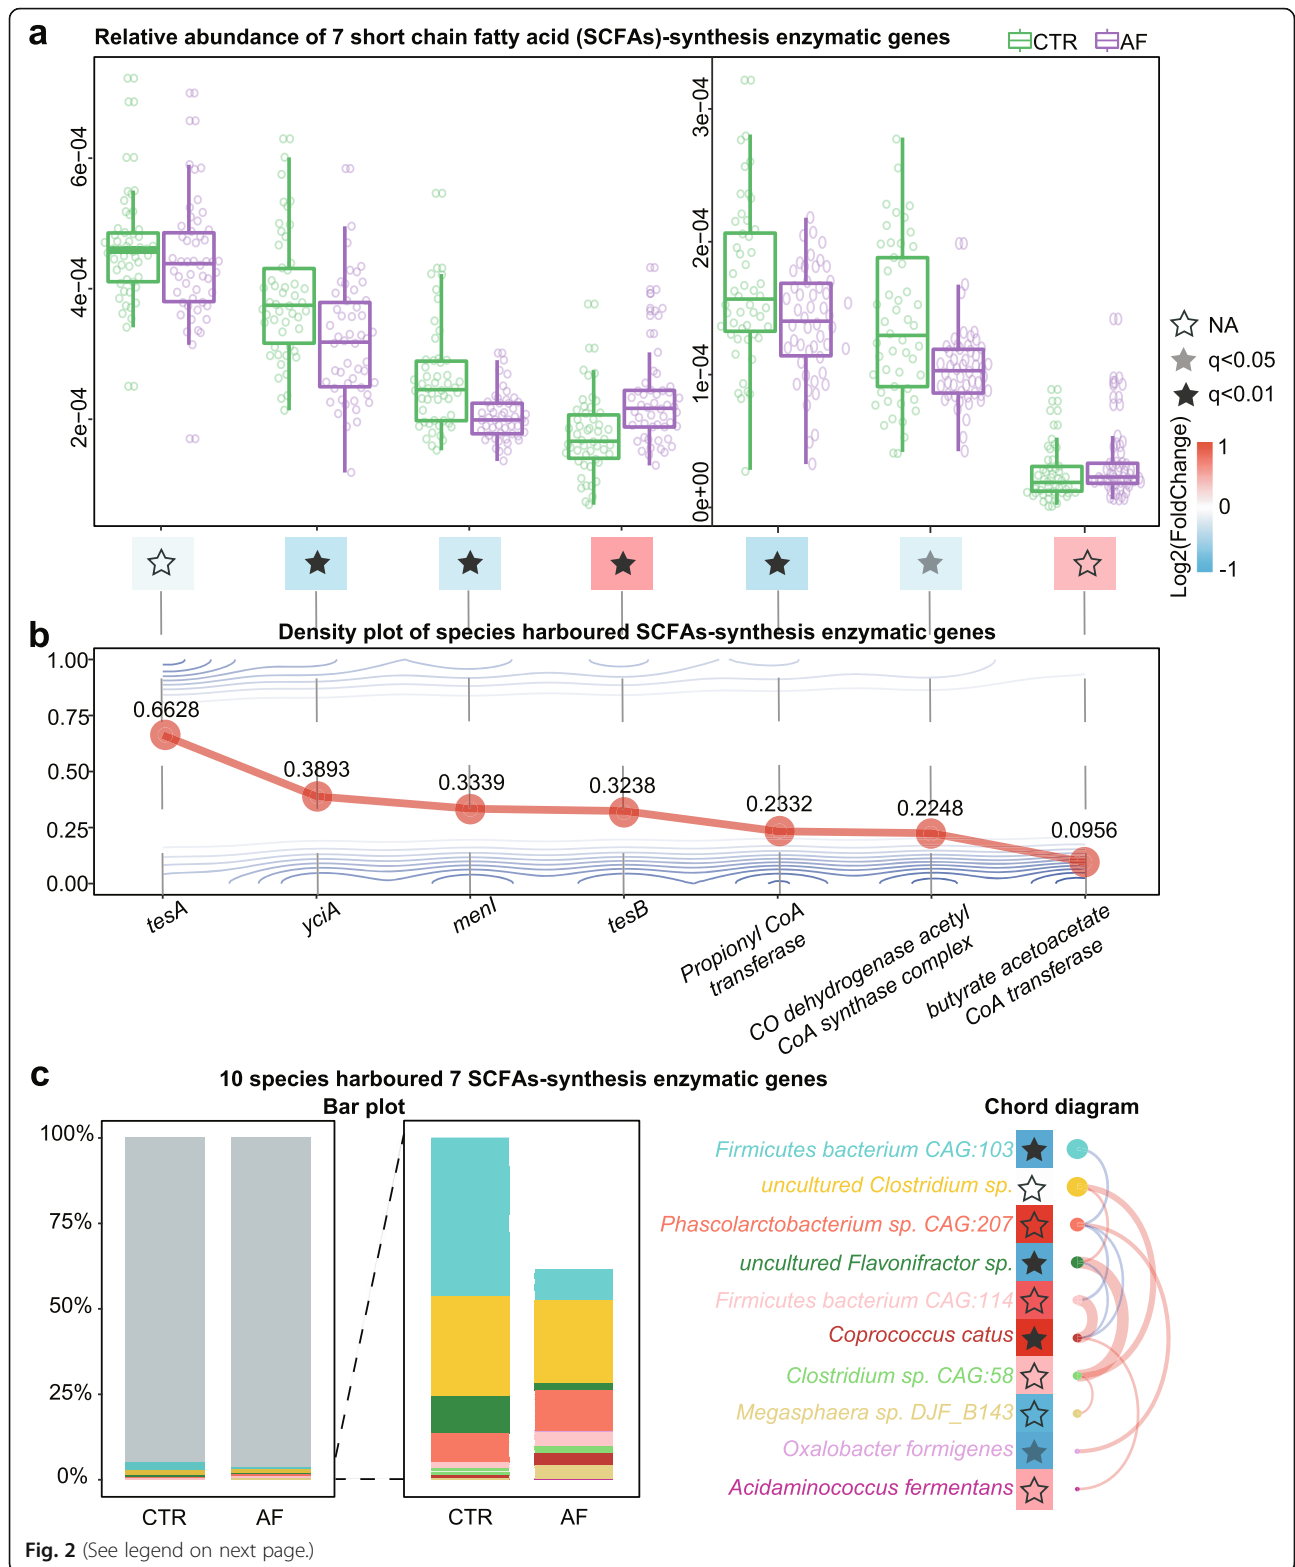 a
Relative abundance of 7 short chain fatty acid (SCFAs)-synthesis enzymatic genes
CTR AF
6e−04
4e−04
2e−04
3e−04
2e−04
1e−04
0e+00
NA
q<0.05
q<0.01
Log2(FoldChange)
1
0
-1
b
Density plot of species harboured SCFAs-synthesis enzymatic genes
1.00
0.75
0.50
0.25
0.00
0.6628
0.3893
0.3339
0.3238
0.2332
0.2248
0.0956
tesA
yciA
menI
tesB
Propionyl CoA
transferase
CO dehydrogenase acetyl
CoA synthase complex
butyrate acetoacetate
CoA transferase
c
10 species harboured 7 SCFAs-synthesis enzymatic genes
Bar plot
Chord diagram
100%
75%
50%
25%
0%
CTR AF
CTR AF
Firmicutes bacterium CAG:103
uncultured Clostridium sp.
Phascolarctobacterium sp. CAG:207
uncultured Flavonifractor sp.
Firmicutes bacterium CAG:114
Coprococcus catus
Clostridium sp. CAG:58
Megasphaera sp. DJF_B143
Oxalobacter formigenes
Acidaminococcus fermentans
Fig. 2 (See legend on next page.)